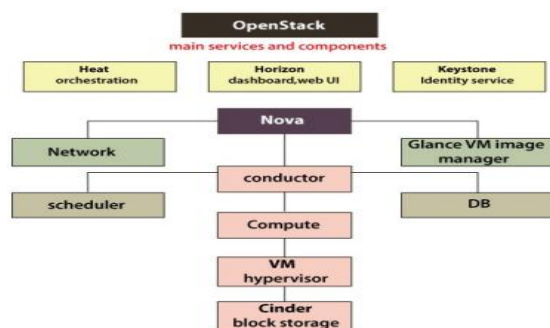 OpenStack
main services and components
Heat
orchestration
Horizon
dashboard,web UI
Keystone
Identity service
Nova
Network
Glance VM image
manager
conductor
scheduler
DB
Compute
VM
hypervisor
Cinder
block storage